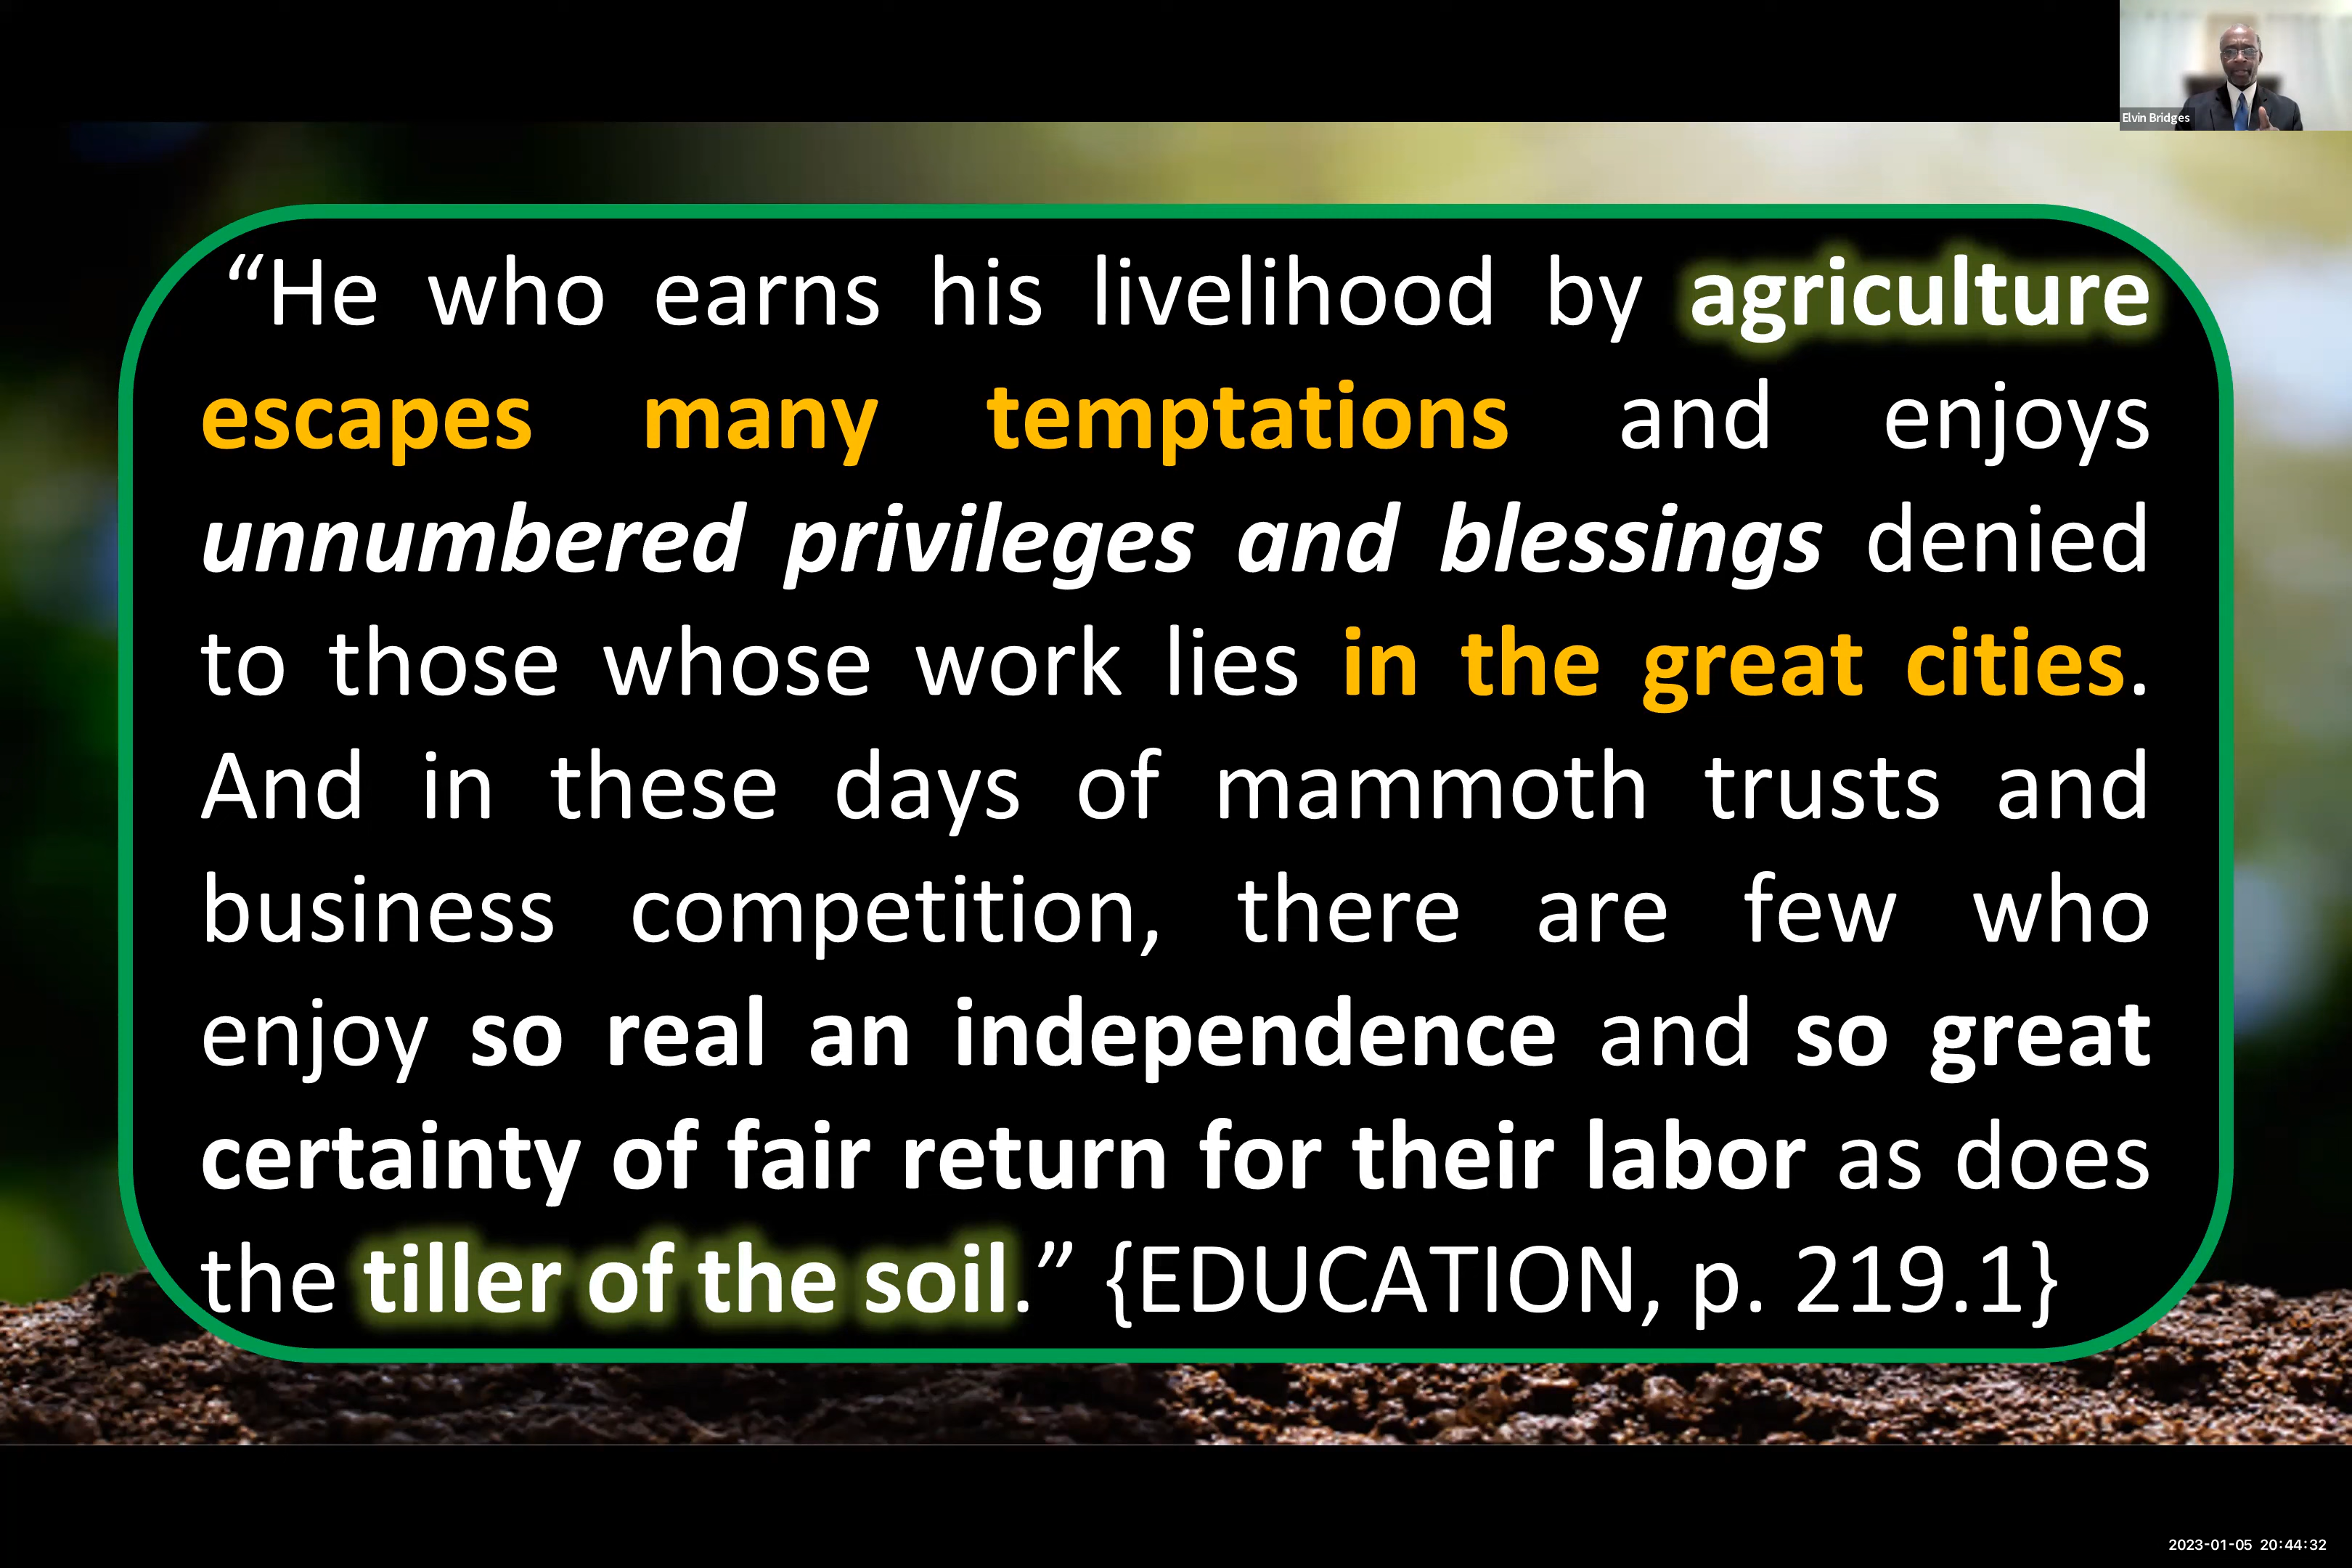 Elvin Bridges
“He who earns his livelihood by agriculture
escapes many temptations and enjoys
unnumbered privileges and blessings denied
to those whose work lies in the great cities.
And in these days of mammoth trusts and
business competition, there are few who
enjoy so real an independence and so great
certainty of fair return for their labor as does
the tiller of the soil.” {EDUCATION, p. 219.1}
2023-01-05 20:44:32